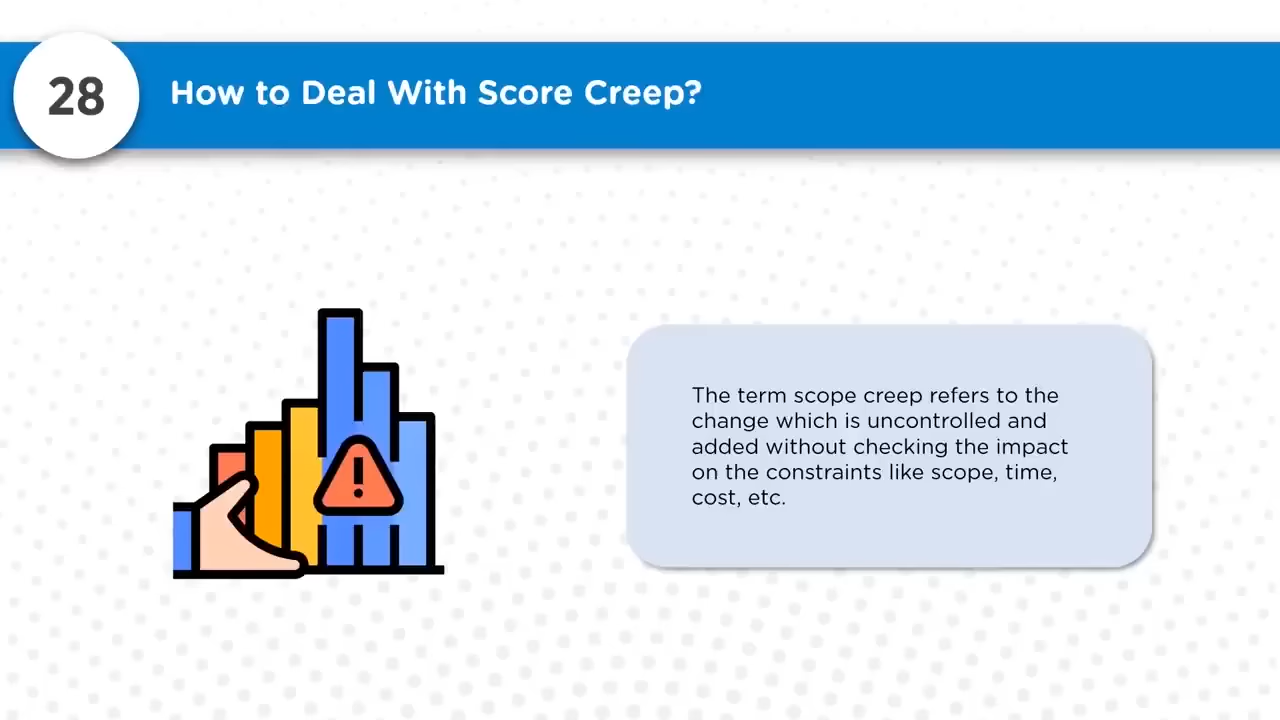 28
How to Deal With Score Creep?
The term scope creep refers to the
change which is uncontrolled and
added without checking the impact
on the constraints like scope, time,
cost, etc.